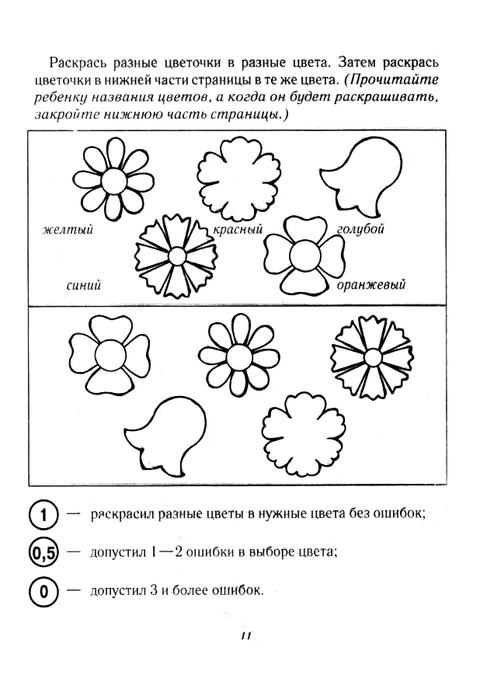 Раскрась разные цветочки в разные цвета. Затем раскрась
цветочки в нижней части страницы в те же цвета. (Прочитайте
ребенку названия цветов, а когда он будет раскрашивать,
закройте нижнюю часть страницы.)
желтый красный голубой
синий оранжевый
1 — раскрасил разные цветы в нужные цвета без ошибок;
0,5 — допустил 1—2 ошибки в выборе цвета;
0 — допустил 3 и более ошибок.
11